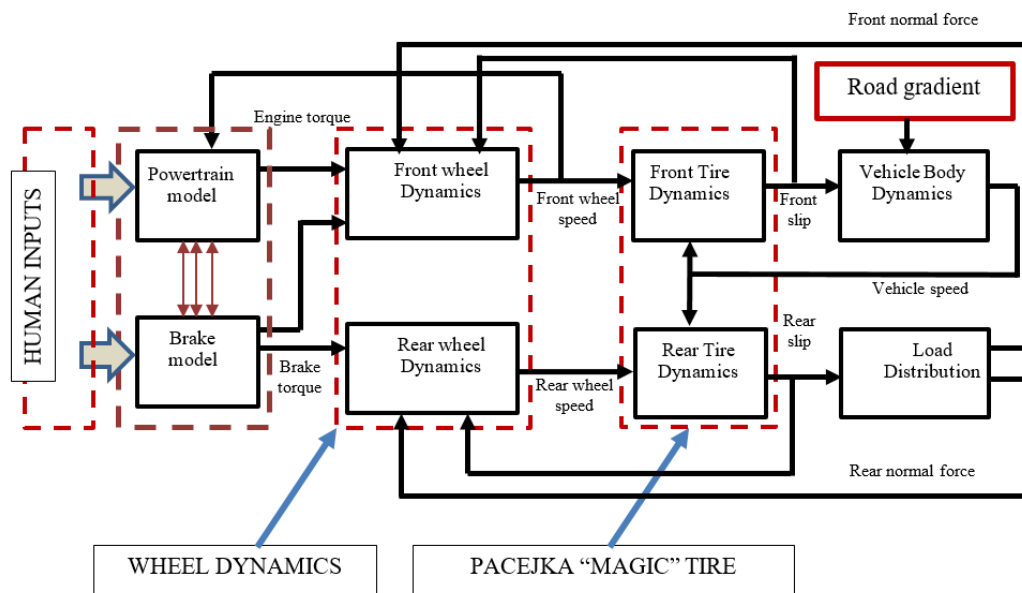 Front normal force
Road gradient
Engine torque
Powertrain
model
Front wheel
Dynamics
Front wheel
speed
Front Tire
Dynamics
Front
slip
Vehicle Body
Dynamics
Vehicle speed
HUMAN INPUTS
Brake
model
Brake
torque
Rear wheel
Dynamics
Rear wheel
speed
Rear Tire
Dynamics
Rear
slip
Load
Distribution
Rear normal force
WHEEL DYNAMICS
PACEJKA “MAGIC” TIRE